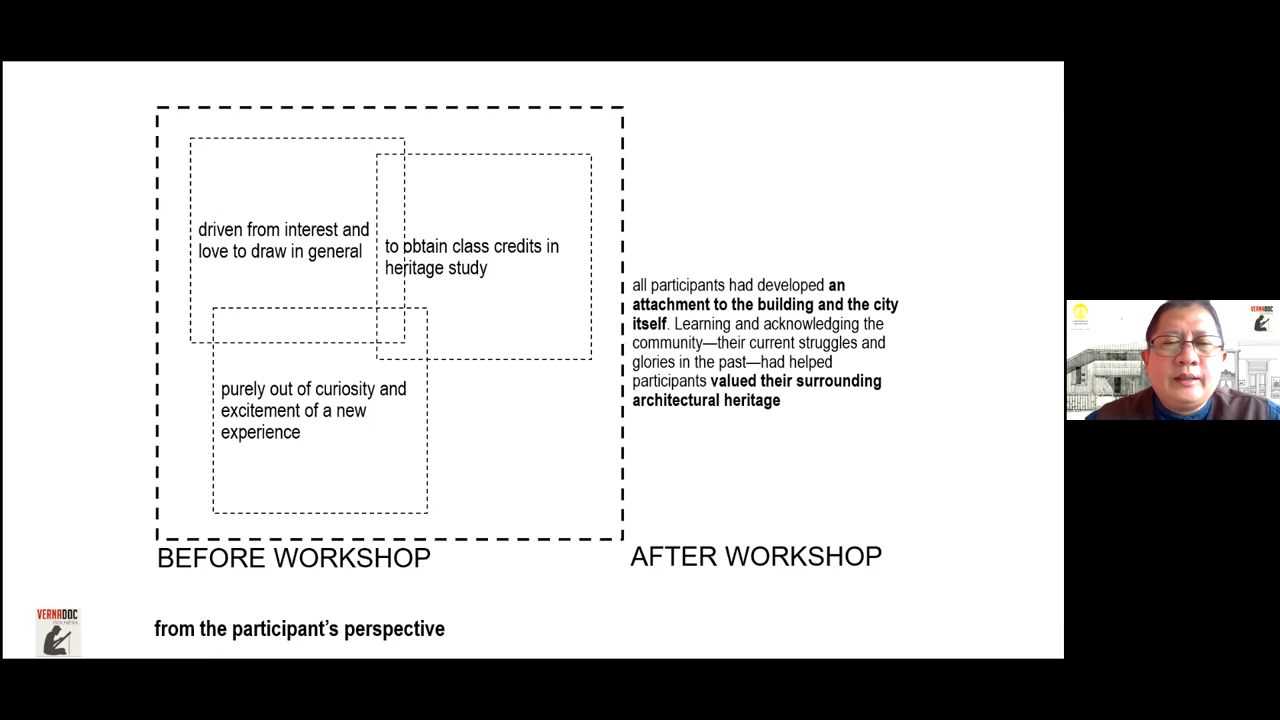 driven from interest and
love to draw in general
to obtain class credits in
heritage study
purely out of curiosity and
excitement of a new
experience
all participants had developed an
attachment to the building and the city
itself. Learning and acknowledging the
community—their current struggles and
glories in the past—had helped
participants valued their surrounding
architectural heritage
BEFORE WORKSHOP
AFTER WORKSHOP
VERNADOC
from the participant's perspective
VERNADOC